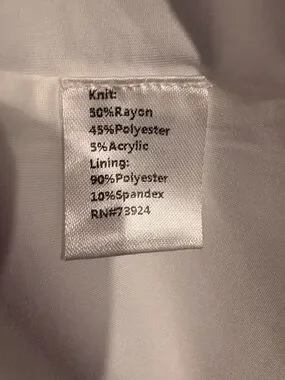 Knit:
50%Rayon
45%Polyester
5%Acrylic
Lining:
90%Polyester
10%Spandex
RN#73924